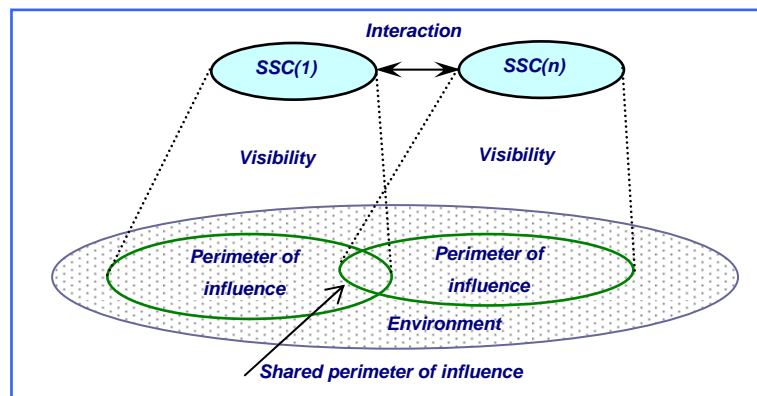 Interaction
SSC(1)
SSC(n)
Visibility
Visibility
Perimeter of
influence
Perimeter of
influence
Environment
Shared perimeter of influence